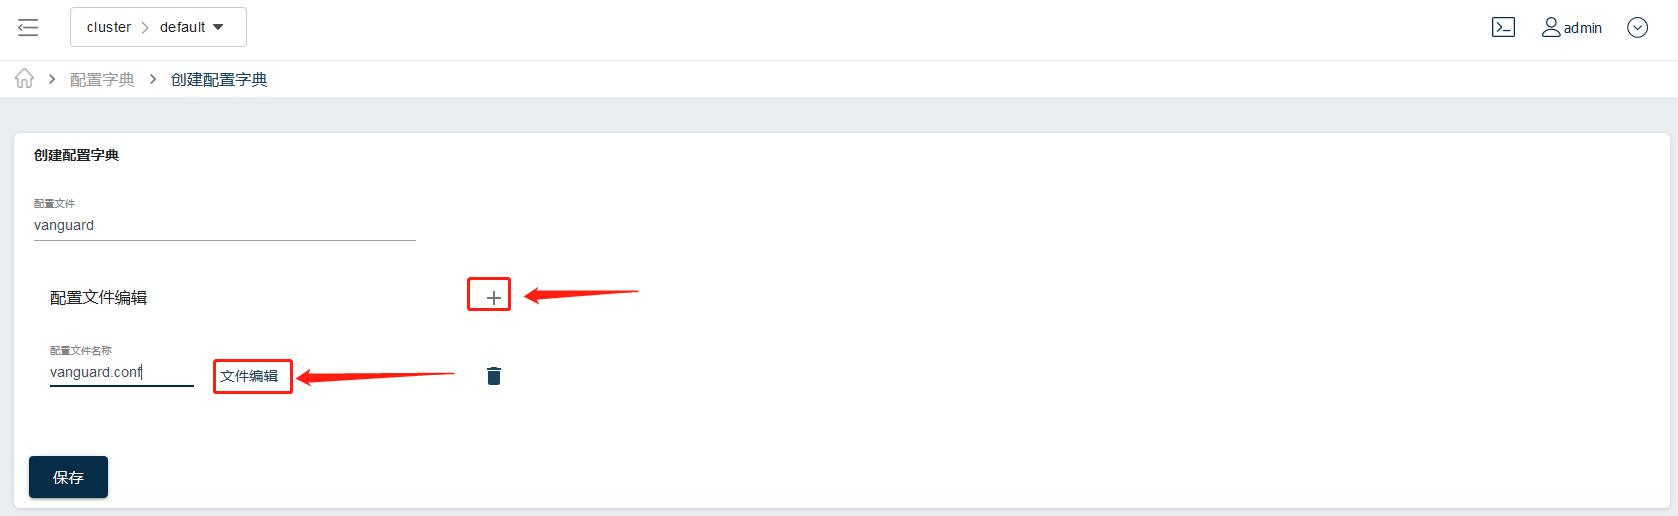 cluster > default
admin
配置字典 > 创建配置字典
创建配置字典
配置文件
vanguard
配置文件编辑
配置文件名称
vanguard.conf
文件编辑
保存